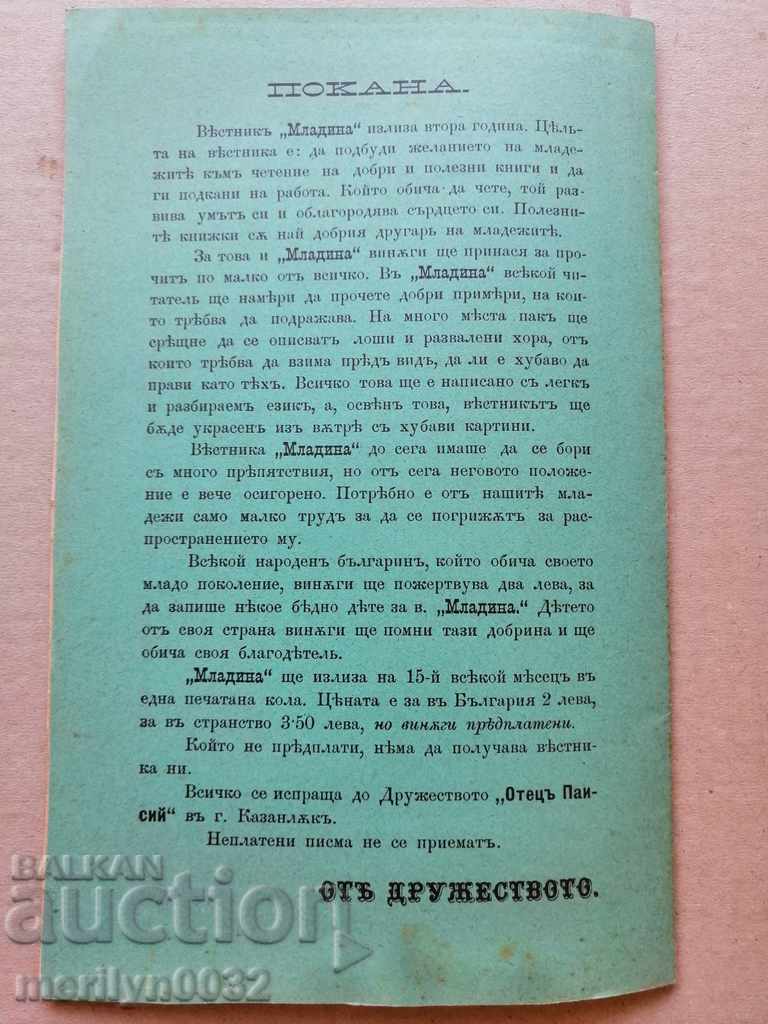 ПОКАНА.
Вѣстникъ „Младина“ излиза втора година. Цѣль-
та на вѣстника е: да подбуди желанието на младе-
житѣ къмъ четение на добри и полезни книги и да
ги подкани на работа. Който обича да чете, той раз
вива умътъ си и облагородява сърдцето си. Полезни-
тѣ книжки сѫ най добрия другарь на младежитѣ.
За това и „Младина“ винѫги ще принася за про-
читъ по малко отъ всичко. Въ „Младина“ всѣкой чи-
татель ще намѣри да прочете добри примѣри, на кои-
то трѣбва да подражава. На много мѣста пакъ ще
срѣщне да се описватъ лоши и развалени хора, отъ
които трѣбва да взима прѣдъ видъ, да ли е хубаво да
прави като тѣхъ. Всичко това ще е написано съ легкъ
и разбираемъ езикъ, а, освѣнъ това, вѣстникътъ ще
бѫде украсенъ изъ вѫтрѣ съ хубави картини.
Вѣстника „Младина“ до сега имаше да се бори
съ много прѣпятствия, но отъ сега неговото положе-
ние е вече осигорено. Потрѣбно е отъ нашитѣ мла-
дежи само малко трудъ за да се погрижѫтъ за рас-
пространението му.
Всѣкой народенъ българинъ, който обича своето
младо поколение, винѫги ще пожертвува два лева, за
да запише нѣкое бѣдно дѣте за в. „Младина.“ Дѣтето
отъ своя страна винѫги ще помни тази добрина и ще
обича своя благодѣтель.
„Младина“ ще излиза на 15-й всѣкой мѣсецъ въ
една печатана кола. Цѣната е за въ България 2 лева,
за въ странство 3·50 лева, но винѫги прѣдплатени.
Който не прѣдплати, нѣма да получава вѣстни-
ка ни.
Всичко се испраща до Дружеството „Отецъ Паи-
сий“ въ г. Казанлѫкъ.
Неплатени писма не се приематъ.
ОТЪ ДРУЖЕСТВОТО.
BALKAN
auction
merilyn0032